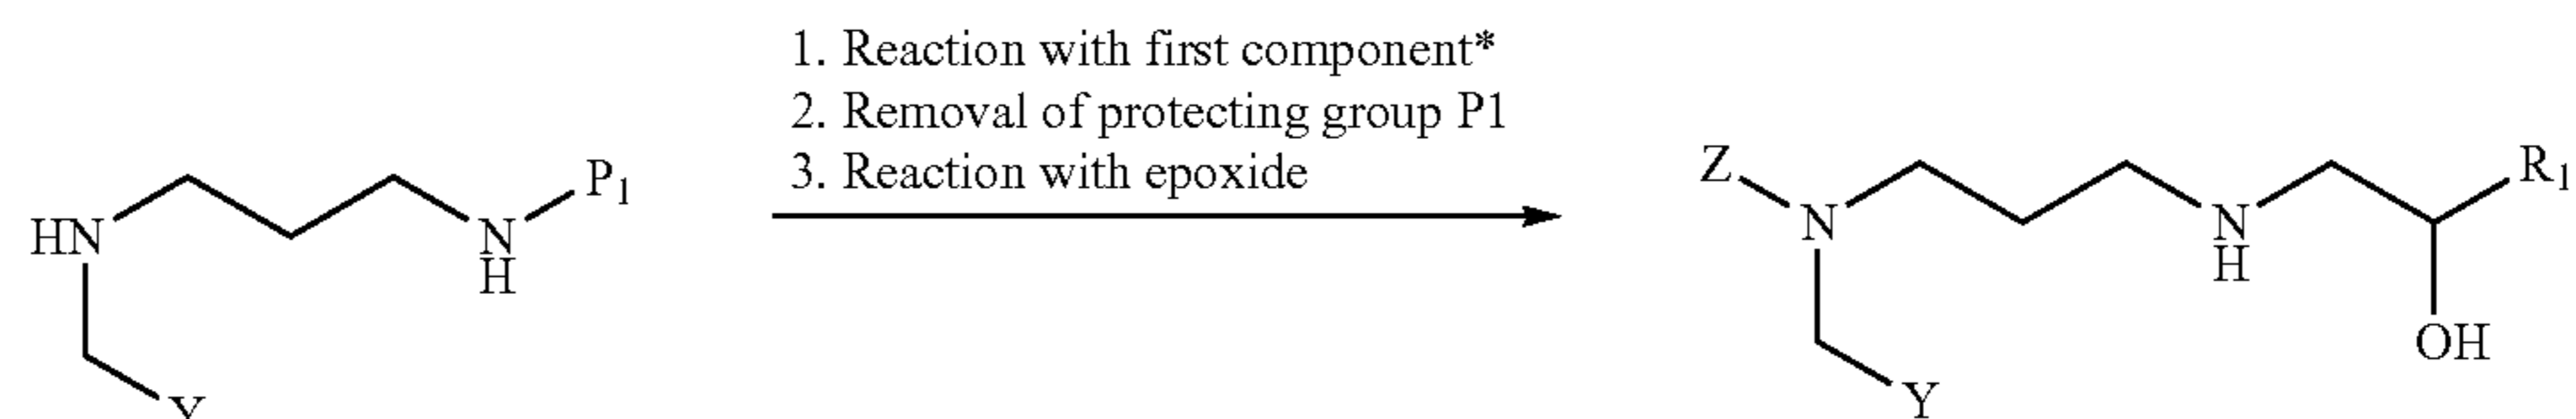 1. Reaction with first component*
2. Removal of protecting group P1
3. Reaction with epoxide
HN
N
H
P1
Y
Z
N
N
H
R1
OH
Y